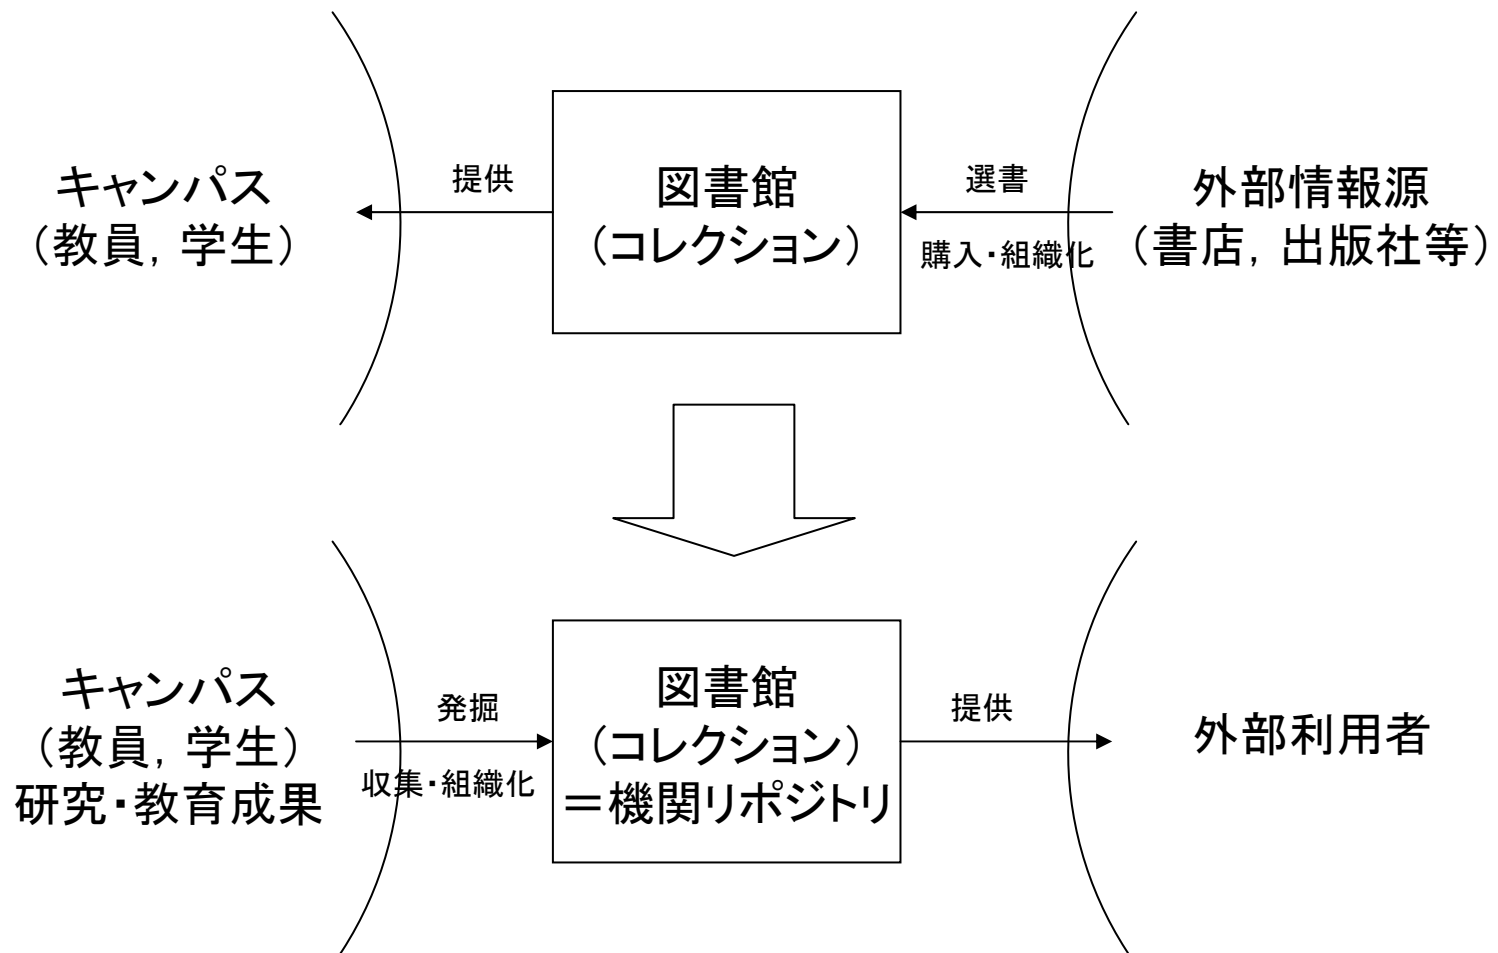 キャンパス
（教員，学生）
提供
図書館
（コレクション）
選書
購入・組織化
外部情報源
（書店，出版社等）
キャンパス
（教員，学生）
研究・教育成果
発掘
収集・組織化
図書館
（コレクション）
＝機関リポジトリ
提供
外部利用者